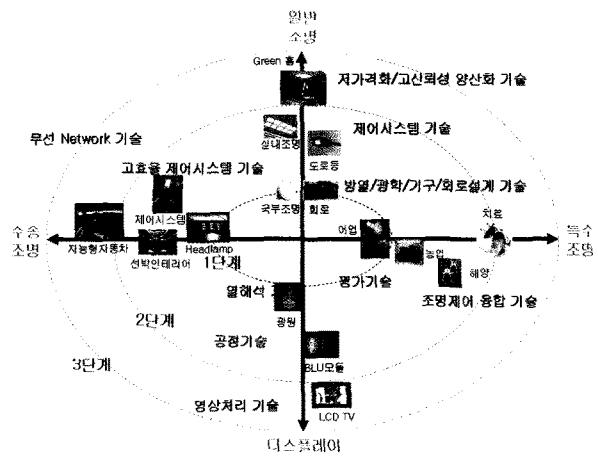 일반
조명
Green 홈
저가격화/고신뢰성 양산화 기술
무선 Network 기술
실내조명
제어시스템 기술
도로등
고효율 제어시스템 기술
제어시스템
국부조명
회로
방열/광학/기구/회로설계 기술
수송
조명
지능형자동차
선박인테리어
Headlamp
어업
농업
치료
해양
특수
조명
1단계
열해석
평가기술
조명제어 융합 기술
광원
2단계
공정기술
BLU모듈
3단계
영상처리 기술
LCD TV
디스플레이